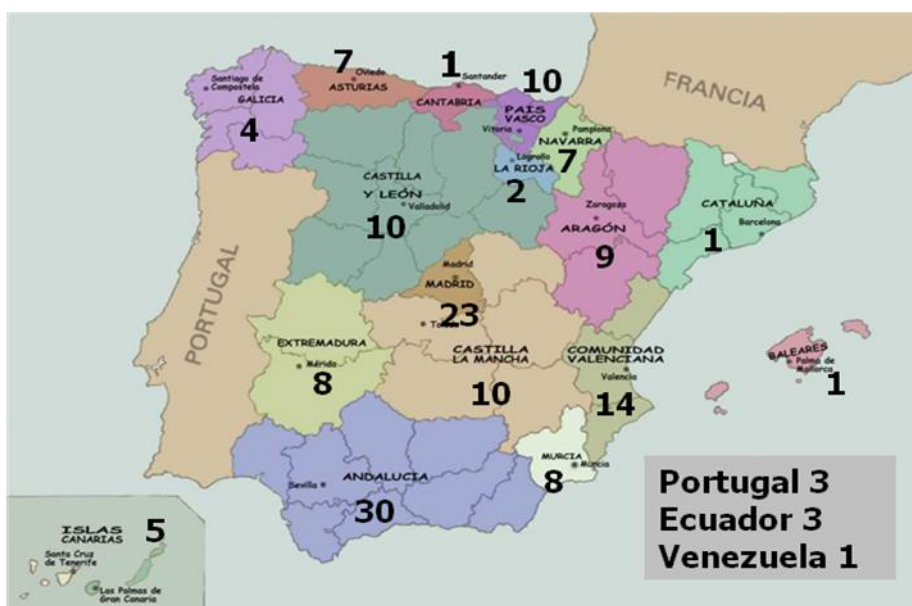 7
Oviedo
ASTURIAS
1
Santander
CANTABRIA
10
PAIS
VASCO
Vitoria
Santiago de
Compostela
GALICIA
4
FRANCIA
Pamplona
NAVARRA
7
Logroño
LA RIOJA
2
CASTILLA
Y LEÓN
Valladolid
10
Zaragoza
ARAGÓN
9
CATALUÑA
Barcelona
1
PORTUGAL
Madrid
MADRID
23
Toledo
EXTREMADURA
Mérida
8
CASTILLA
LA MANCHA
10
COMUNIDAD
VALENCIANA
Valencia
14
BALEARES
Palma de
Mallorca
1
MURCIA
Murcia
8
ANDALUCIA
Sevilla
30
ISLAS
CANARIAS
5
Santa Cruz
de Tenerife
Las Palmas de
Gran Canaria
Portugal 3
Ecuador 3
Venezuela 1